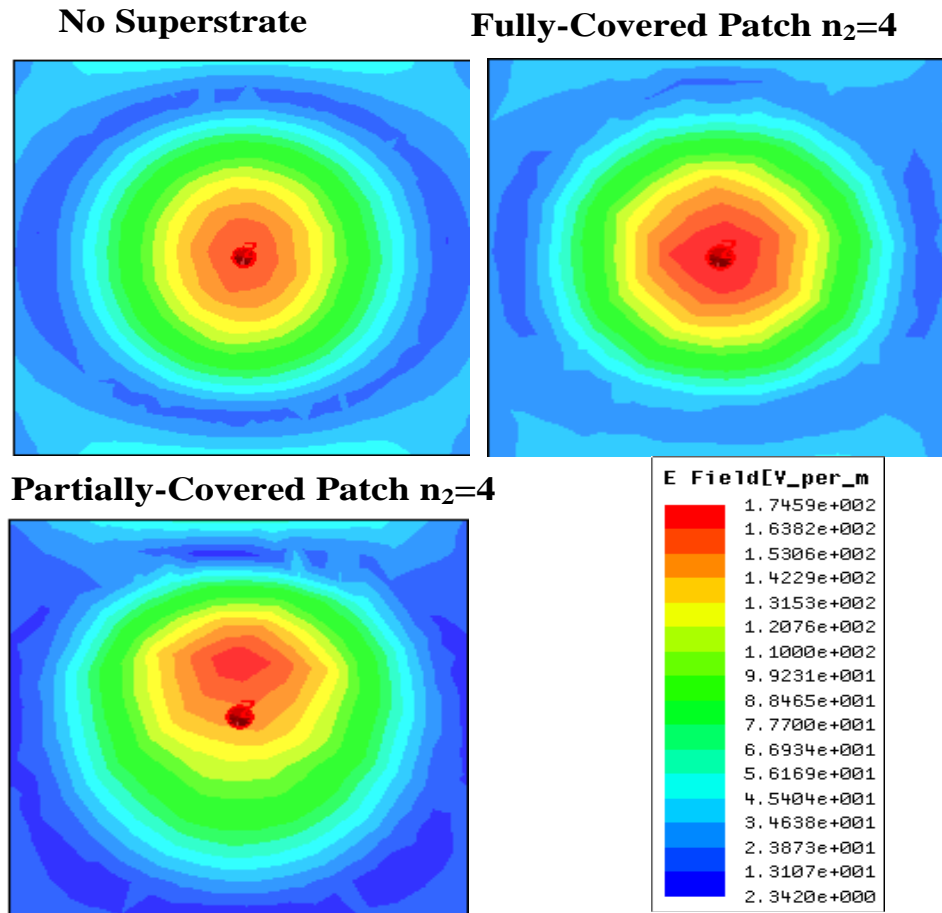 No Superstrate
Fully-Covered Patch n₂=4
Partially-Covered Patch n₂=4
E Field[V_per_m
1.7459e+002
1.6382e+002
1.5306e+002
1.4229e+002
1.3153e+002
1.2076e+002
1.1000e+002
9.9231e+001
8.8465e+001
7.7700e+001
6.6934e+001
5.6169e+001
4.5404e+001
3.4638e+001
2.3873e+001
1.3107e+001
2.3420e+000